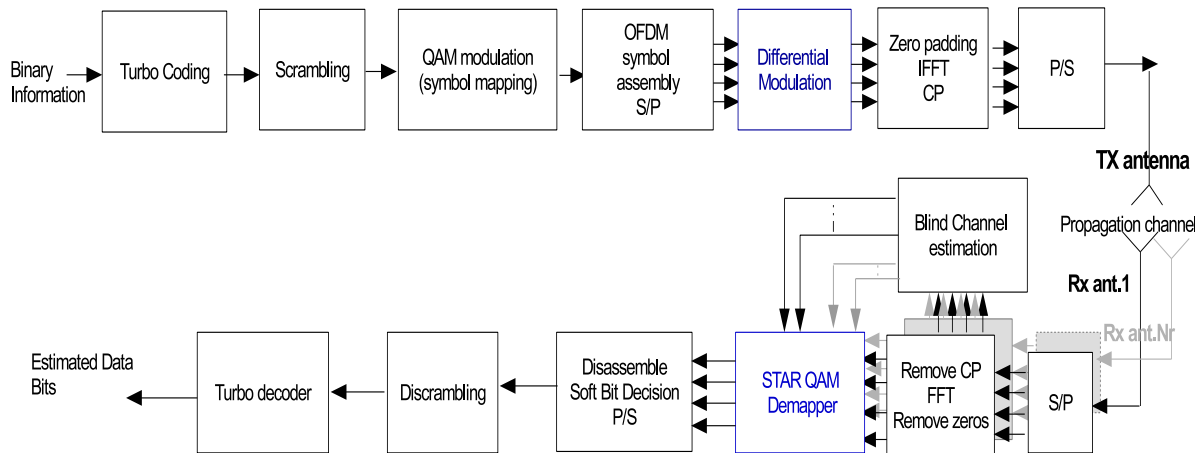 Binary
Information
Turbo Coding
Scrambling
QAM modulation
(symbol mapping)
OFDM
symbol
assembly
S/P
Differential
Modulation
Zero padding
IFFT
CP
P/S
TX antenna
Propagation channel
Rx ant.1
Rx ant.Nr
Blind Channel
estimation
Estimated Data
Bits
Turbo decoder
Discrambling
Disassemble
Soft Bit Decision
P/S
STAR QAM
Demapper
Remove CP
FFT
Remove zeros
S/P